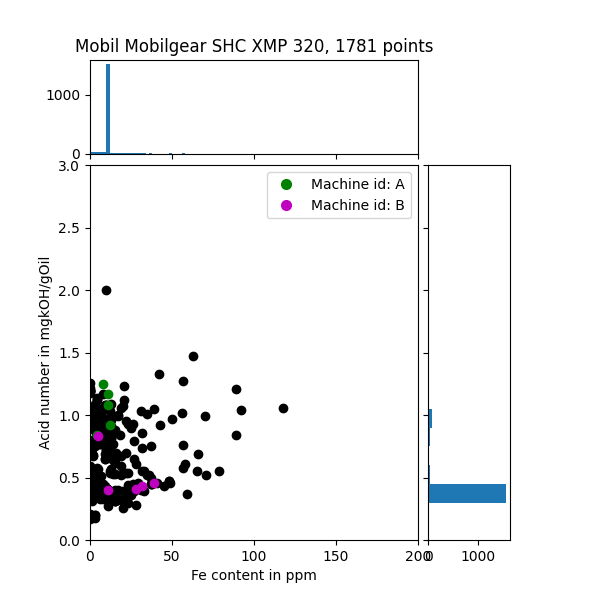 Mobil Mobilgear SHC XMP 320, 1781 points
1000
0
3.0
2.5
2.0
1.5
1.0
0.5
0.0
Acid number in mgkOH/gOil
Machine id: A
Machine id: B
0 50 100 150 200
Fe content in ppm
0 1000